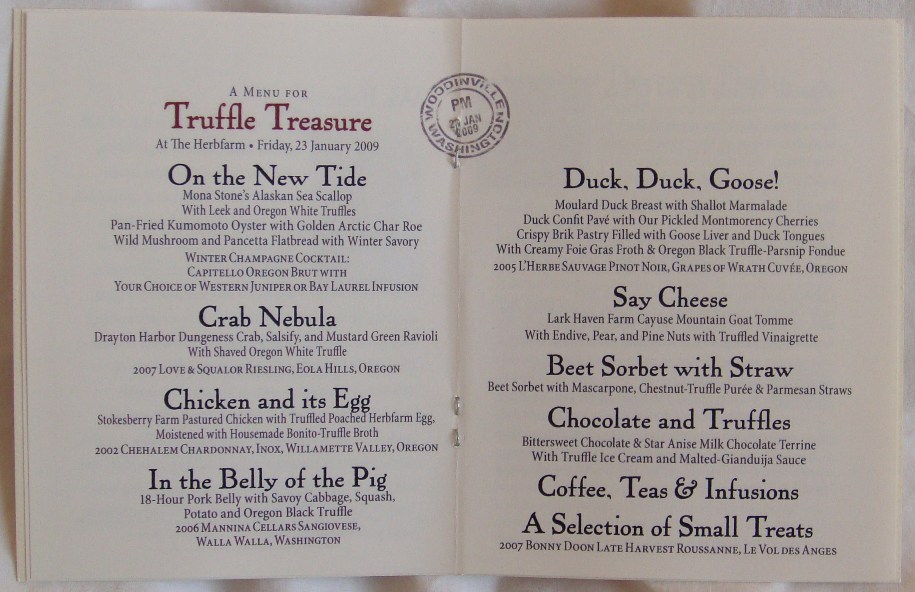 A Menu for
Truffle Treasure
At The Herbfarm • Friday, 23 January 2009
On the New Tide
Mona Stone's Alaskan Sea Scallop
With Leek and Oregon White Truffles
Pan-Fried Kumomoto Oyster with Golden Arctic Char Roe
Wild Mushroom and Pancetta Flatbread with Winter Savory
Winter Champagne Cocktail:
Capitello Oregon Brut with
Your Choice of Western Juniper or Bay Laurel Infusion
Crab Nebula
Drayton Harbor Dungeness Crab, Salsify, and Mustard Green Ravioli
With Shaved Oregon White Truffle
2007 Love & Squalor Riesling, Eola Hills, Oregon
Chicken and its Egg
Stokesberry Farm Pastured Chicken with Truffled Poached Herbfarm Egg,
Moistened with Housemade Bonito-Truffle Broth
2002 Chehalem Chardonnay, Inox, Willamette Valley, Oregon
In the Belly of the Pig
18-Hour Pork Belly with Savoy Cabbage, Squash,
Potato and Oregon Black Truffle
2006 Mannina Cellars Sangiovese,
Walla Walla, Washington
WOODINVILLE
PM
23 JAN
2009
WASHINGTON
Duck, Duck, Goose!
Moulard Duck Breast with Shallot Marmalade
Duck Confit Pavé with Our Pickled Montmorency Cherries
Crispy Brik Pastry Filled with Goose Liver and Duck Tongues
With Creamy Foie Gras Froth & Oregon Black Truffle-Parsnip Fondue
2005 L'Herbe Sauvage Pinot Noir, Grapes of Wrath Cuvée, Oregon
Say Cheese
Lark Haven Farm Cayuse Mountain Goat Tomme
With Endive, Pear, and Pine Nuts with Truffled Vinaigrette
Beet Sorbet with Straw
Beet Sorbet with Mascarpone, Chestnut-Truffle Purée & Parmesan Straws
Chocolate and Truffles
Bittersweet Chocolate & Star Anise Milk Chocolate Terrine
With Truffle Ice Cream and Malted-Gianduija Sauce
Coffee, Teas & Infusions
A Selection of Small Treats
2007 Bonny Doon Late Harvest Roussanne, Le Vol des Anges